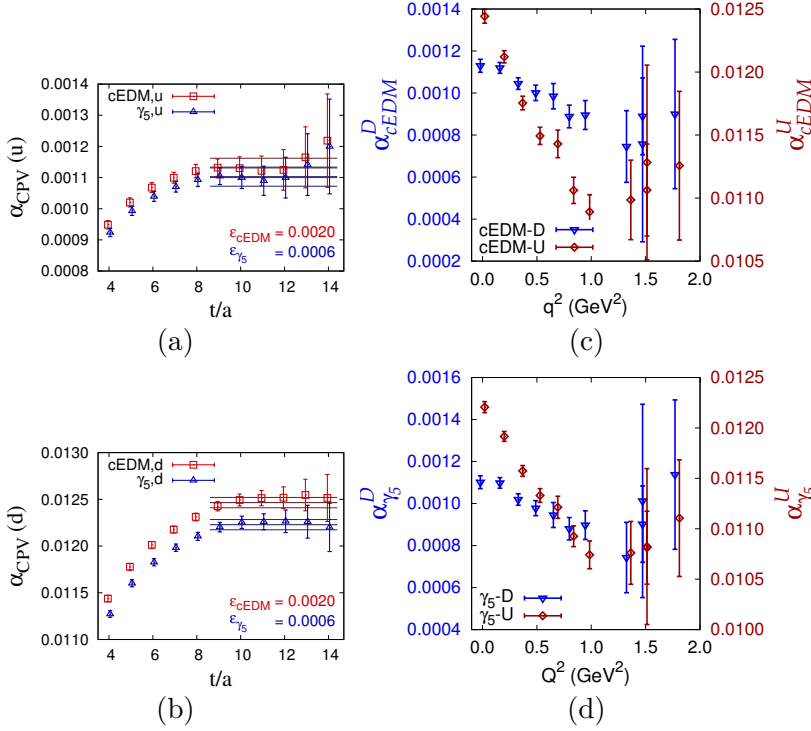 0.0014
0.0013
0.0012
0.0011
0.0010
0.0009
0.0008
4 6 8 10 12 14
α_CPV (u)
t/a
cEDM,u
γ₅,u
ε_cEDM = 0.0020
ε_γ₅ = 0.0006
(a)
0.0014
0.0012
0.0010
0.0008
0.0006
0.0004
0.0002
0.0 0.5 1.0 1.5 2.0
0.0125
0.0120
0.0115
0.0110
0.0105
α^D_cEDM
α^U_cEDM
q² (GeV²)
cEDM-D
cEDM-U
(c)
0.0130
0.0125
0.0120
0.0115
0.0110
4 6 8 10 12 14
α_CPV (d)
t/a
cEDM,d
γ₅,d
ε_cEDM = 0.0020
ε_γ₅ = 0.0006
(b)
0.0016
0.0014
0.0012
0.0010
0.0008
0.0006
0.0004
0.0 0.5 1.0 1.5 2.0
0.0125
0.0120
0.0115
0.0110
0.0105
0.0100
α^D_γ₅
α^U_γ₅
Q² (GeV²)
γ₅-D
γ₅-U
(d)